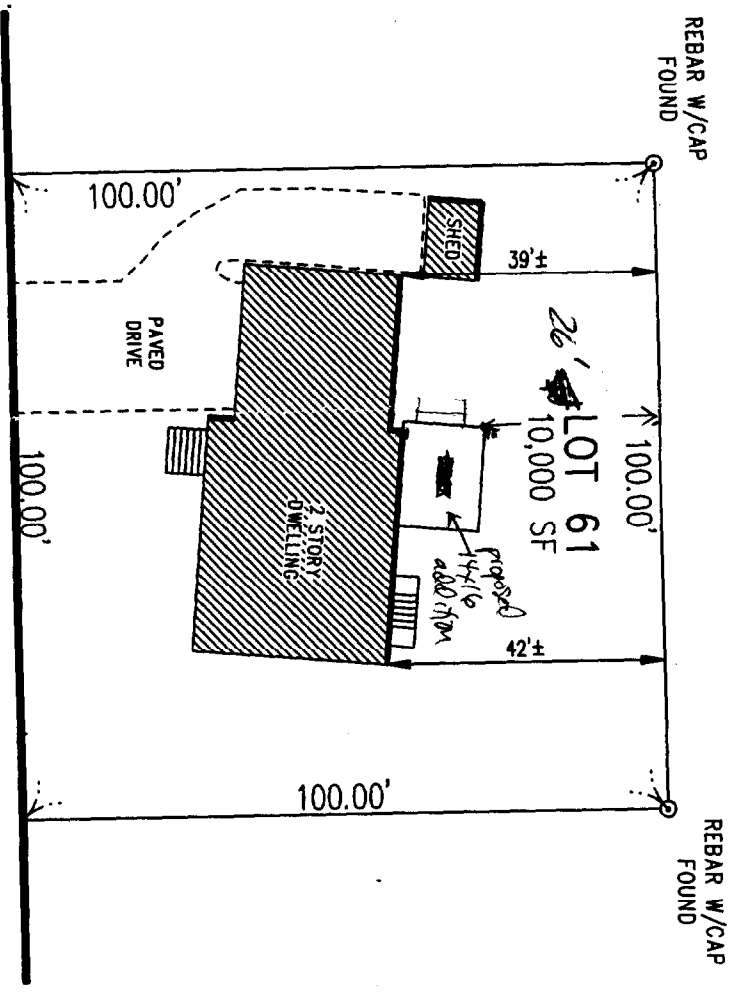 REBAR W/CAP
FOUND
100.00'
SHED
39'±
26'
LOT 61
10,000 SF
100.00'
PAVED
DRIVE
2 STORY
DWELLING
proposed
14x16
addition
42'±
100.00'
100.00'
REBAR W/CAP
FOUND